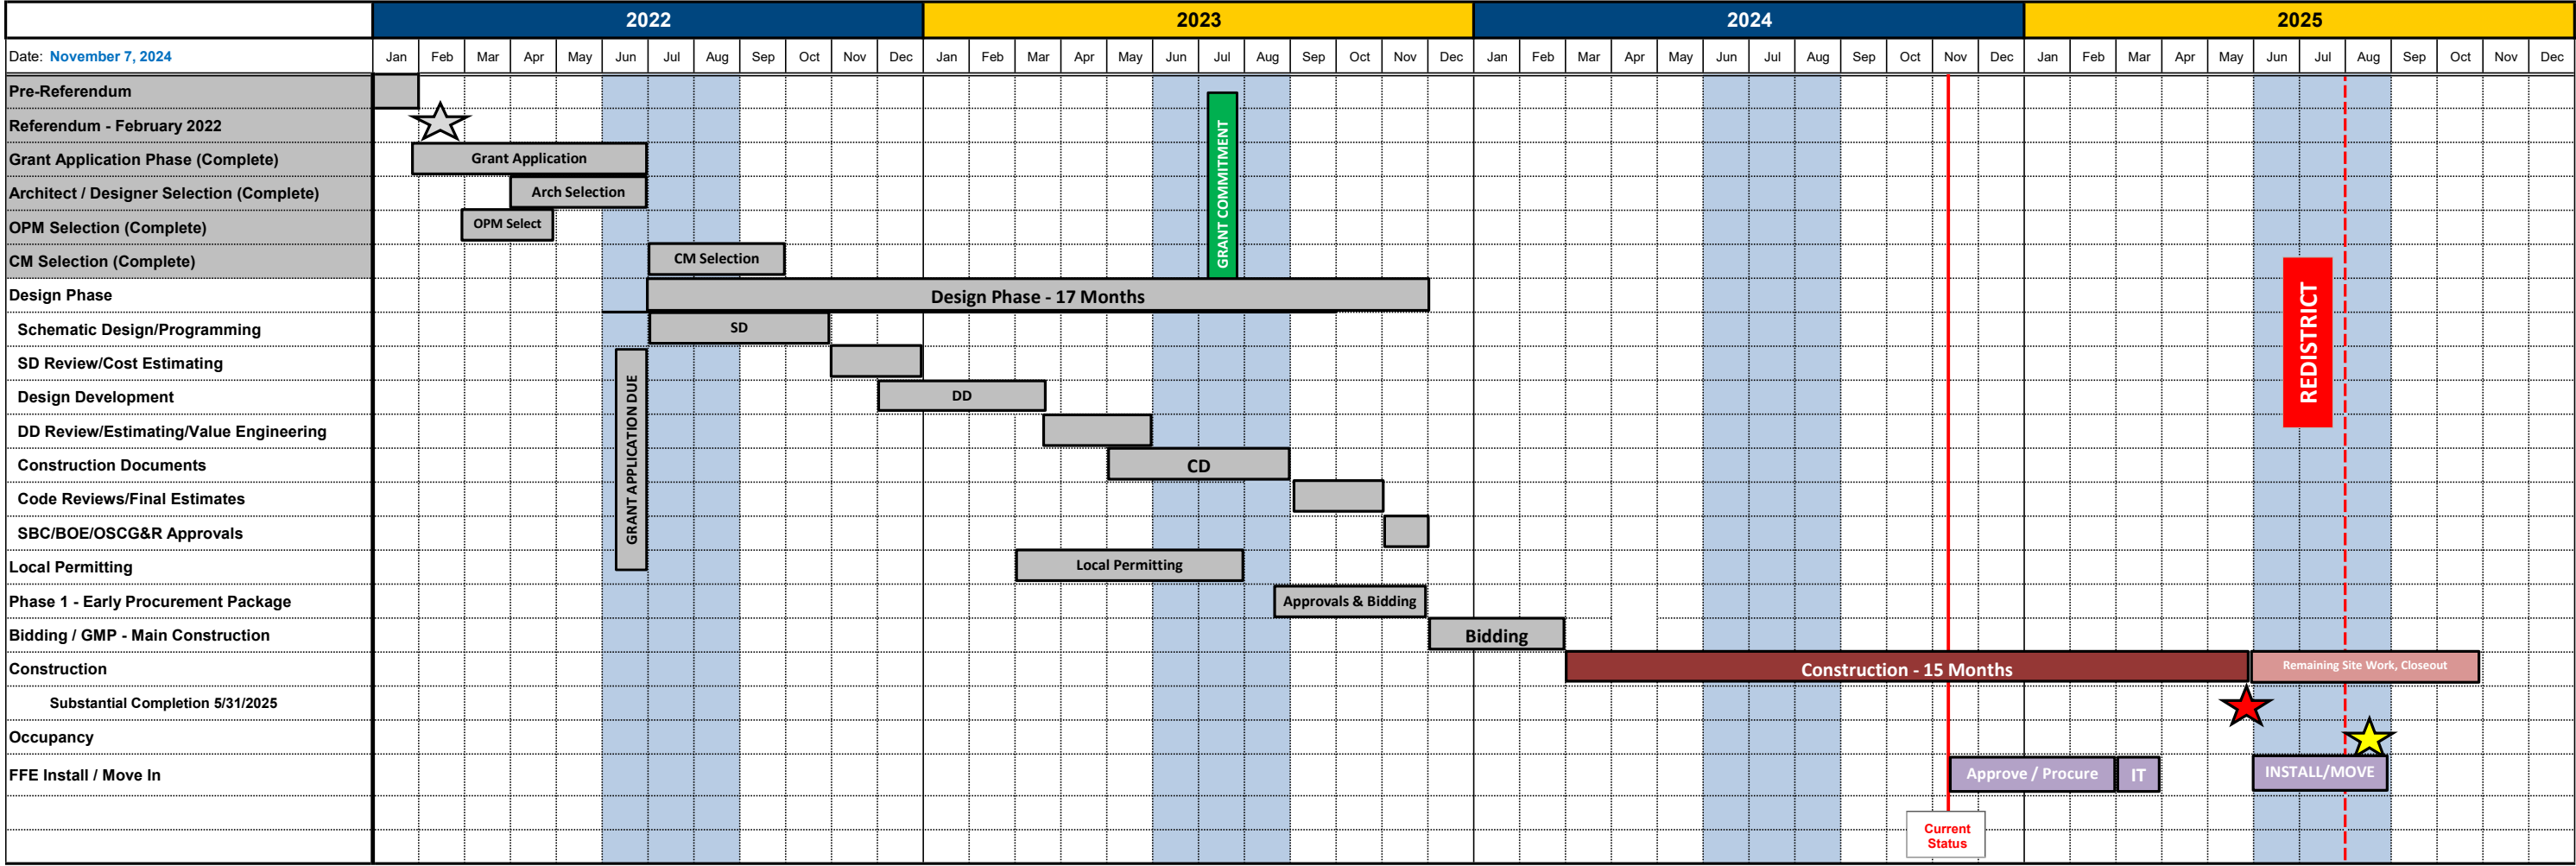 2022 2023 2024 2025
Date: November 7, 2024 Jan Feb Mar Apr May Jun Jul Aug Sep Oct Nov Dec Jan Feb Mar Apr May Jun Jul Aug Sep Oct Nov Dec Jan Feb Mar Apr May Jun Jul Aug Sep Oct Nov Dec Jan Feb Mar Apr May Jun Jul Aug Sep Oct Nov Dec
Pre-Referendum
Referendum - February 2022
GRANT COMMITMENT
Grant Application Phase (Complete) Grant Application
Architect / Designer Selection (Complete) Arch Selection
OPM Selection (Complete) OPM Select
CM Selection (Complete) CM Selection
Design Phase Design Phase - 17 Months
REDISTRICT
Schematic Design/Programming SD
SD Review/Cost Estimating
GRANT APPLICATION DUE
Design Development DD
DD Review/Estimating/Value Engineering
Construction Documents CD
Code Reviews/Final Estimates
SBC/BOE/OSCG&R Approvals
Local Permitting Local Permitting
Phase 1 - Early Procurement Package Approvals & Bidding
Bidding / GMP - Main Construction Bidding
Construction Construction - 15 Months Remaining Site Work, Closeout
Substantial Completion 5/31/2025
Occupancy
FFE Install / Move In Approve / Procure IT INSTALL/MOVE
Current
Status